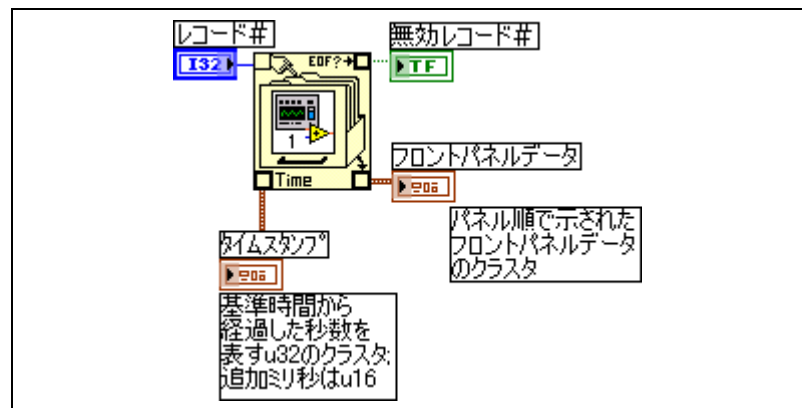 レコード#
無効レコード#
I32
EOF?
TF
1
フロントパネルデータ
Time
パネル順で示された
フロントパネルデータ
のクラスタ
タイムスタンプ
基準時間から
経過した秒数を
表すu32のクラスタ;
追加ミリ秒はu16